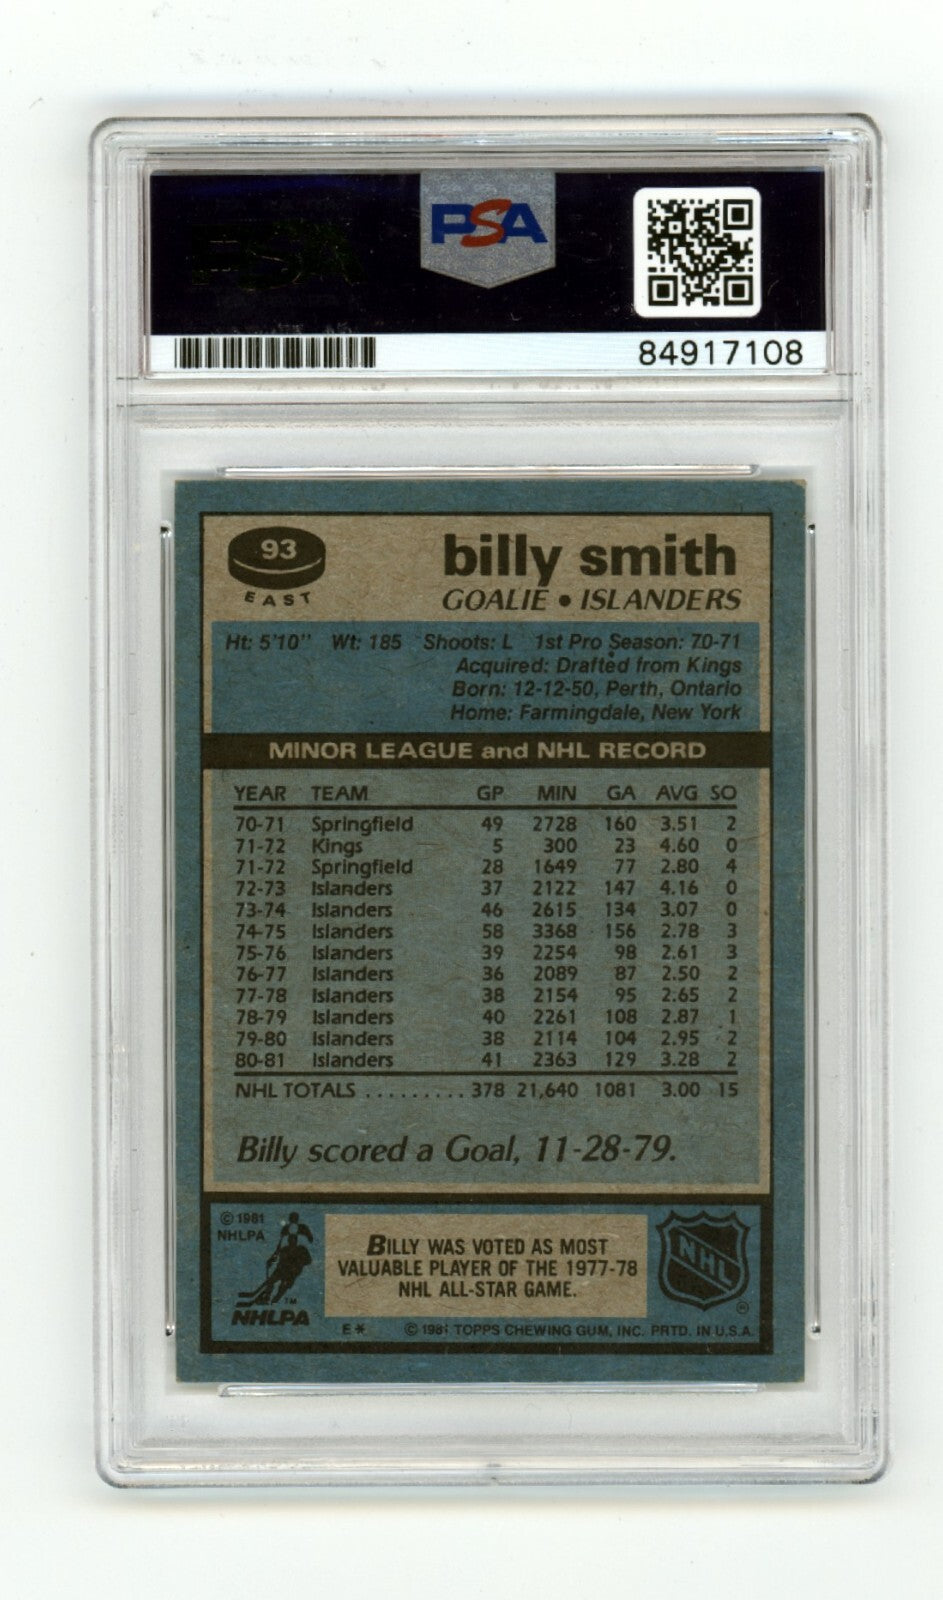 PSA
84917108
93
EAST
billy smith
GOALIE • ISLANDERS
Ht: 5'10" Wt: 185 Shoots: L 1st Pro Season: 70-71
Acquired: Drafted from Kings
Born: 12-12-50, Perth, Ontario
Home: Farmingdale, New York
MINOR LEAGUE and NHL RECORD
YEAR TEAM GP MIN GA AVG SO
70-71 Springfield 49 2728 160 3.51 2
71-72 Kings 5 300 23 4.60 0
71-72 Springfield 28 1649 77 2.80 4
72-73 Islanders 37 2122 147 4.16 0
73-74 Islanders 46 2615 134 3.07 0
74-75 Islanders 58 3368 156 2.78 3
75-76 Islanders 39 2254 98 2.61 3
76-77 Islanders 36 2089 87 2.50 2
77-78 Islanders 38 2154 95 2.65 2
78-79 Islanders 40 2261 108 2.87 1
79-80 Islanders 38 2114 104 2.95 2
80-81 Islanders 41 2363 129 3.28 2
NHL TOTALS ......... 378 21,640 1081 3.00 15
Billy scored a Goal, 11-28-79.
© 1981
NHLPA
BILLY WAS VOTED AS MOST
VALUABLE PLAYER OF THE 1977-78
NHL ALL-STAR GAME.
NHL
®
TM
NHLPA
E* © 1981 TOPPS CHEWING GUM, INC. PRTD. IN U.S.A.